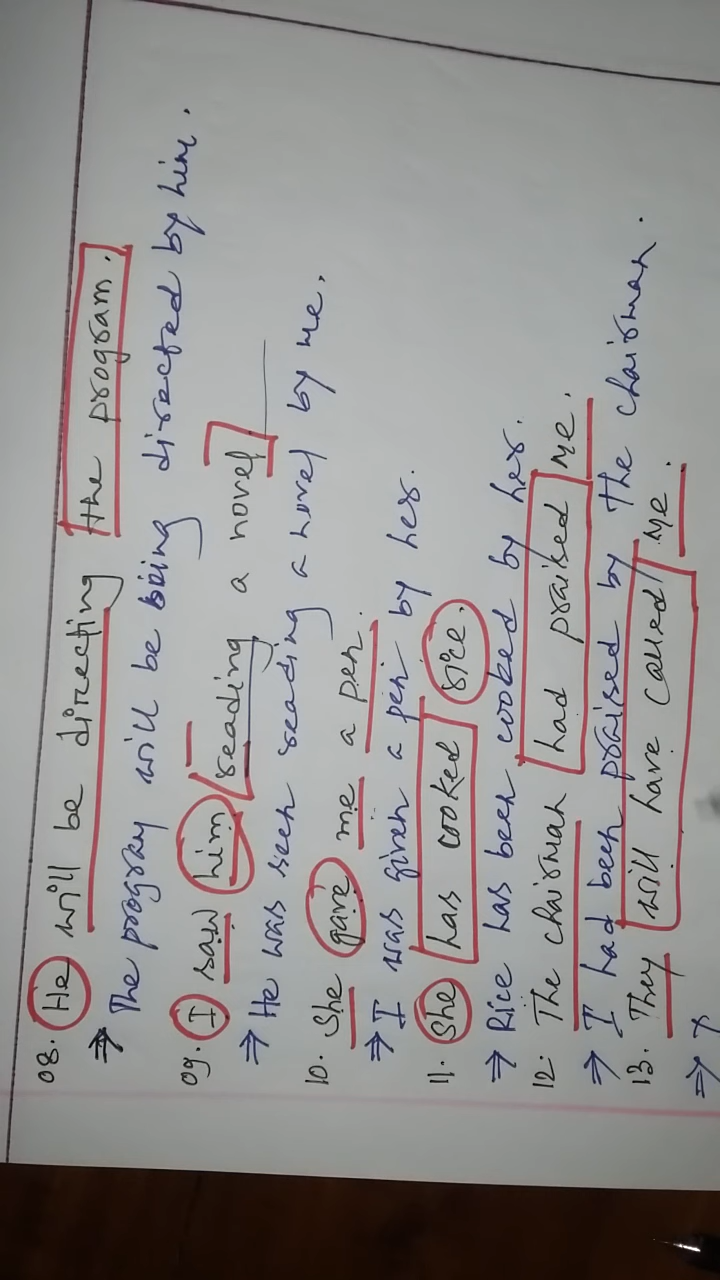 08. He will be directing the program.
⇒ The program will be being directed by him.
09. I saw him reading a novel
⇒ He was seen reading a novel by me.
10. She gave me a pen.
⇒ I was given a pen by her.
11. She has cooked rice.
⇒ Rice has been cooked by her.
12. The chairman had praised me.
⇒ I had been praised by the chairman.
13. They will have called me.
⇒